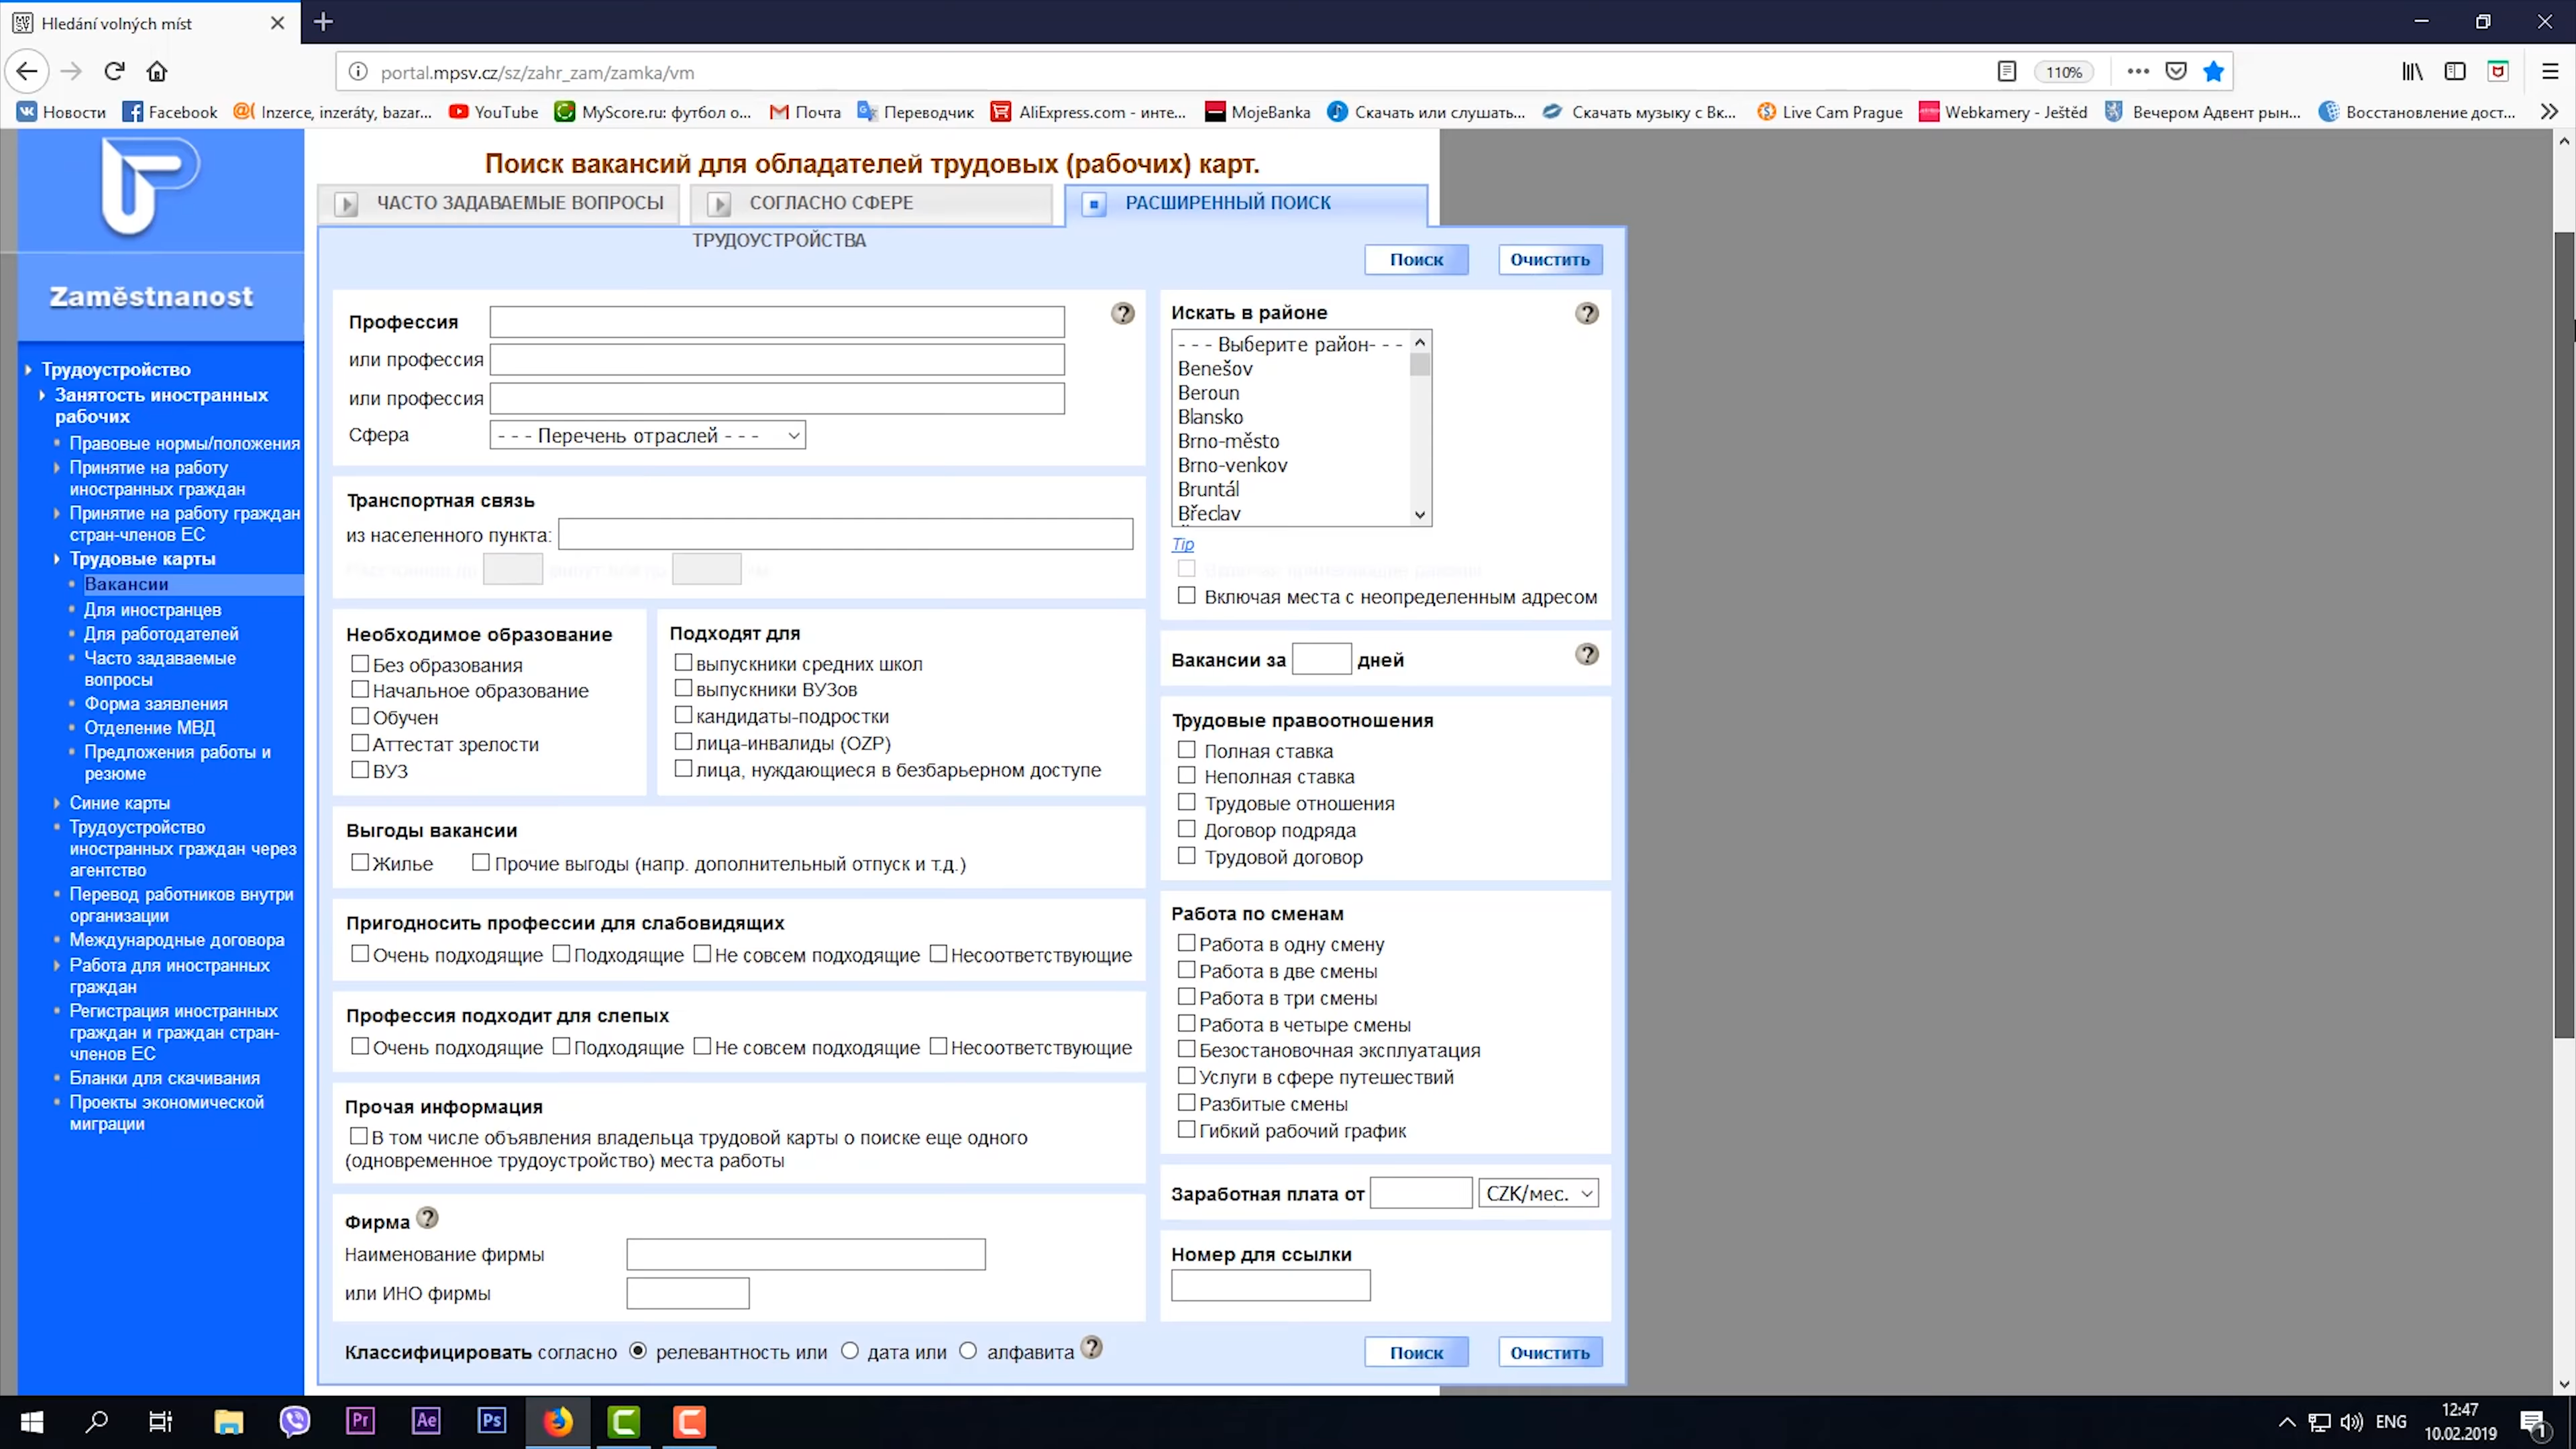 Hledání volných míst
portal.mpsv.cz/sz/zahr_zam/zamka/vm
110%
Новости
Facebook
Inzerce, inzeráty, bazar...
YouTube
MyScore.ru: футбол о...
Почта
Переводчик
AliExpress.com - инте...
MojeBanka
Скачать или слушать...
Скачать музыку с Вк...
Live Cam Prague
Webkamery - Ještěd
Вечером Адвент рын...
Восстановление дост...
Zaměstnanost
Трудоустройство
Занятость иностранных
рабочих
Правовые нормы/положения
Принятие на работу
иностранных граждан
Принятие на работу граждан
стран-членов ЕС
Трудовые карты
Вакансии
Для иностранцев
Для работодателей
Часто задаваемые
вопросы
Форма заявления
Отделение МВД
Предложения работы и
резюме
Синие карты
Трудоустройство
иностранных граждан через
агентство
Перевод работников внутри
организации
Международные договора
Работа для иностранных
граждан
Регистрация иностранных
граждан и граждан стран-
членов ЕС
Бланки для скачивания
Проекты экономической
миграции
Поиск вакансий для обладателей трудовых (рабочих) карт.
ЧАСТО ЗАДАВАЕМЫЕ ВОПРОСЫ
СОГЛАСНО СФЕРЕ
ТРУДОУСТРОЙСТВА
РАСШИРЕННЫЙ ПОИСК
Поиск
Очистить
Профессия
или профессия
или профессия
Сфера - - - Перечень отраслей - - -
Транспортная связь
из населенного пункта:
Необходимое образование
Без образования
Начальное образование
Обучен
Аттестат зрелости
ВУЗ
Подходят для
выпускники средних школ
выпускники ВУЗов
кандидаты-подростки
лица-инвалиды (OZP)
лица, нуждающиеся в безбарьерном доступе
Выгоды вакансии
Жилье Прочие выгоды (напр. дополнительный отпуск и т.д.)
Пригодносить профессии для слабовидящих
Очень подходящие Подходящие Не совсем подходящие Несоответствующие
Профессия подходит для слепых
Очень подходящие Подходящие Не совсем подходящие Несоответствующие
Прочая информация
В том числе объявления владельца трудовой карты о поиске еще одного
(одновременное трудоустройство) места работы
Фирма
Наименование фирмы
или ИНО фирмы
Искать в районе
- - - Выберите район- - -
Benešov
Beroun
Blansko
Brno-město
Brno-venkov
Bruntál
Břeclav
Tip
Включая места с неопределенным адресом
Вакансии за дней
Трудовые правоотношения
Полная ставка
Неполная ставка
Трудовые отношения
Договор подряда
Трудовой договор
Работа по сменам
Работа в одну смену
Работа в две смены
Работа в три смены
Работа в четыре смены
Безостановочная эксплуатация
Услуги в сфере путешествий
Разбитые смены
Гибкий рабочий график
Заработная плата от CZK/мес.
Номер для ссылки
Классифицировать согласно релевантность или дата или алфавита
Поиск
Очистить
Pr
Ae
Ps
ENG
12:47
10.02.2019
1